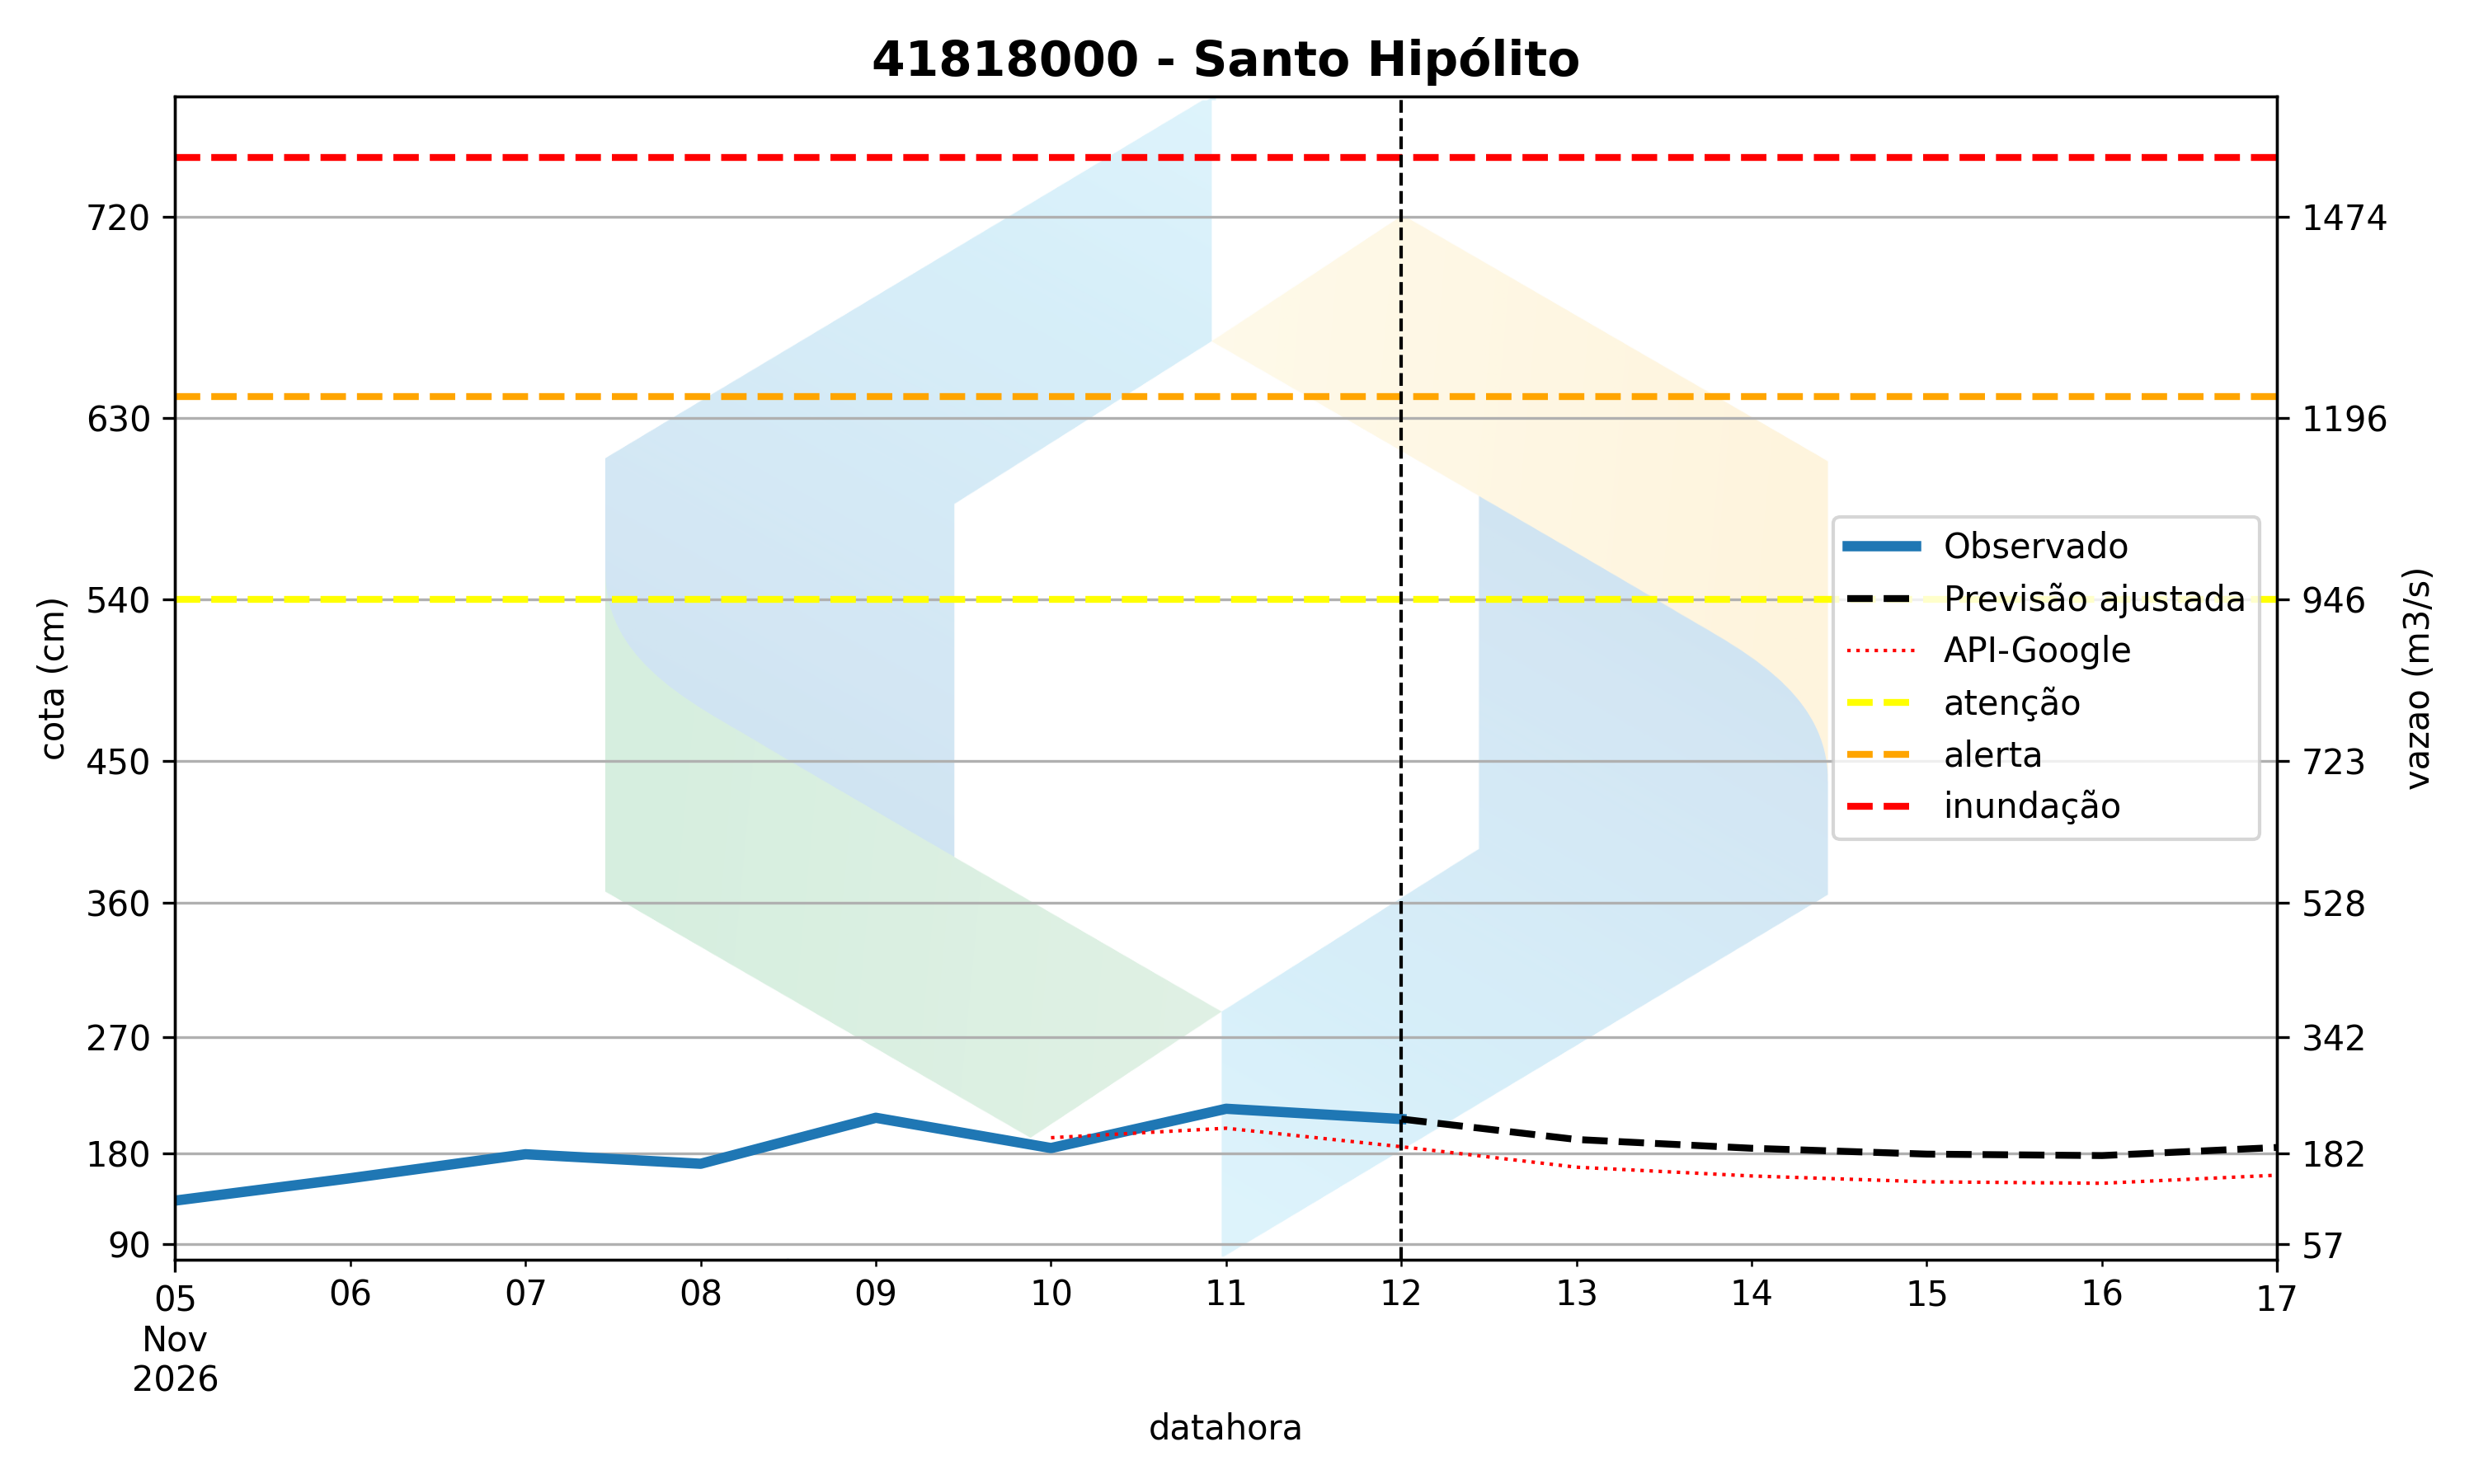 41818000 - Santo Hipólito
cota (cm)
720
630
540
450
360
270
180
90
1474
1196
946
723
528
342
182
57
vazao (m3/s)
Observado
Previsão ajustada
API-Google
atenção
alerta
inundação
05 06 07 08 09 10 11 12 13 14 15 16 17
Nov
2026
datahora